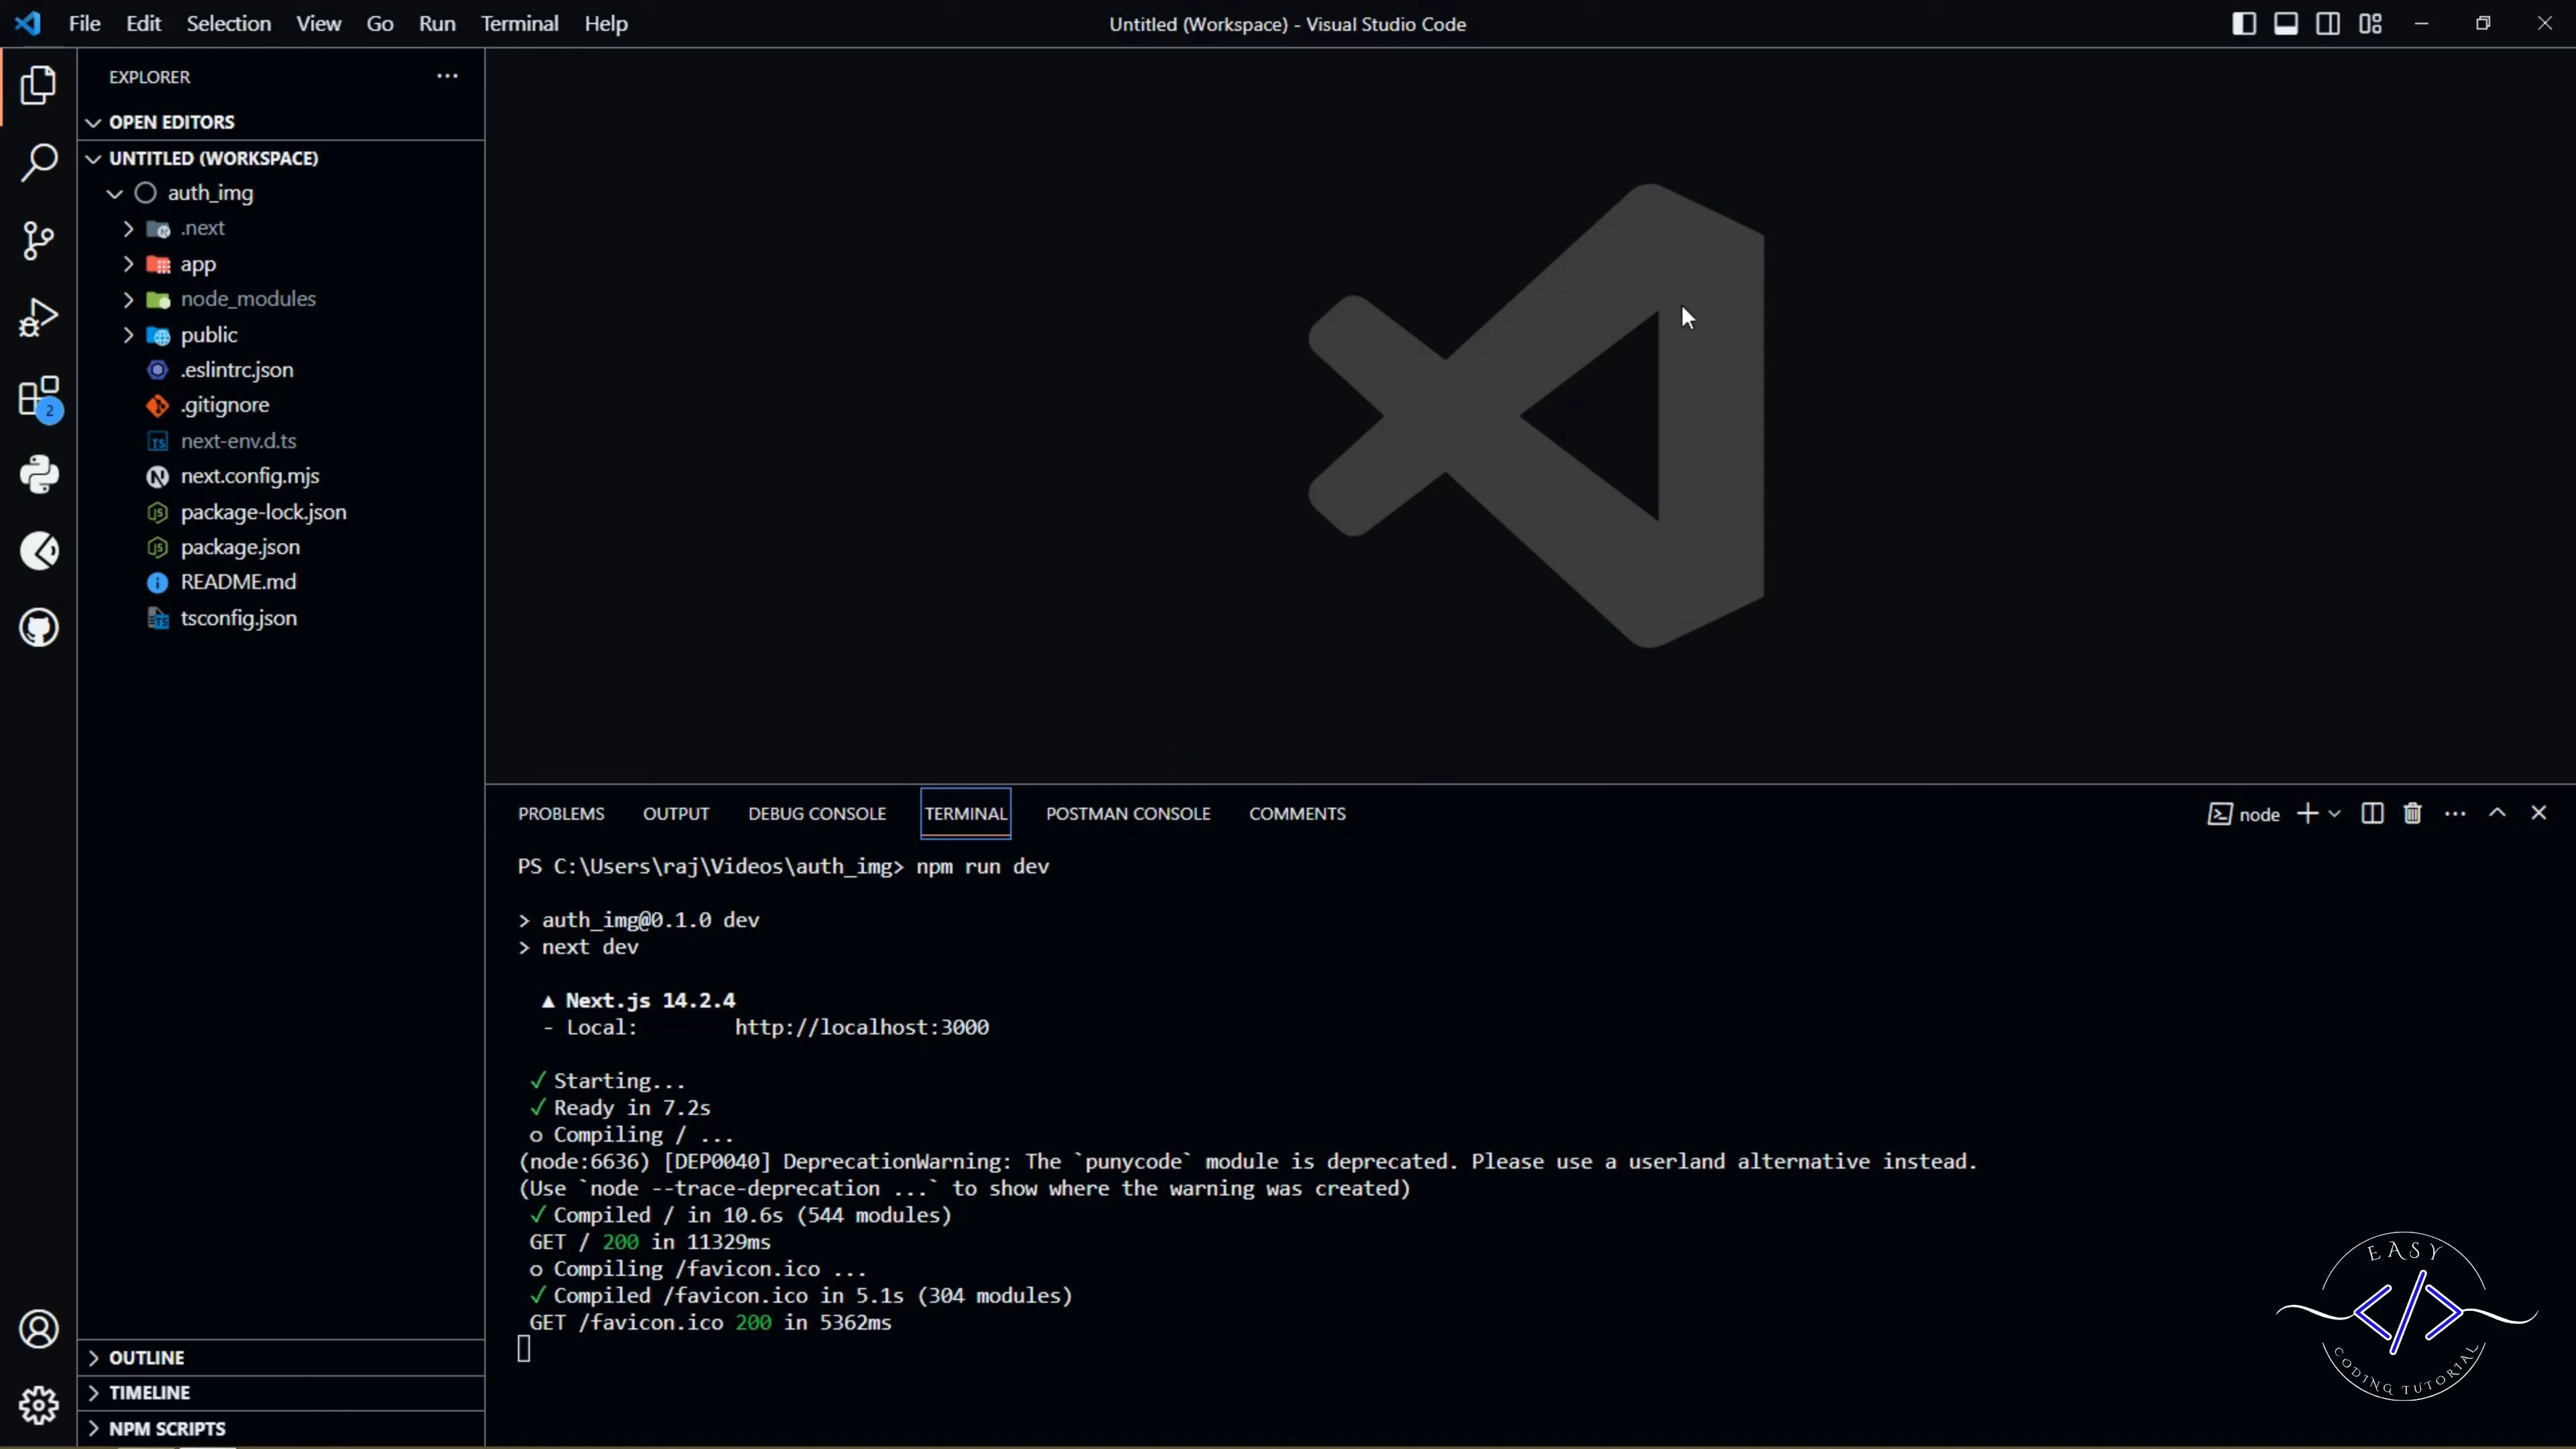 File Edit Selection View Go Run Terminal Help
Untitled (Workspace) - Visual Studio Code
EXPLORER
OPEN EDITORS
UNTITLED (WORKSPACE)
auth_img
.next
app
node_modules
public
.eslintrc.json
.gitignore
TS next-env.d.ts
N next.config.mjs
JS package-lock.json
JS package.json
i README.md
TS tsconfig.json
2
OUTLINE
TIMELINE
NPM SCRIPTS
PROBLEMS OUTPUT DEBUG CONSOLE TERMINAL POSTMAN CONSOLE COMMENTS
node
PS C:\Users\raj\Videos\auth_img> npm run dev
> auth_img@0.1.0 dev
> next dev
▲ Next.js 14.2.4
- Local: http://localhost:3000
✓ Starting...
✓ Ready in 7.2s
○ Compiling / ...
(node:6636) [DEP0040] DeprecationWarning: The `punycode` module is deprecated. Please use a userland alternative instead.
(Use `node --trace-deprecation ...` to show where the warning was created)
✓ Compiled / in 10.6s (544 modules)
GET / 200 in 11329ms
○ Compiling /favicon.ico ...
✓ Compiled /favicon.ico in 5.1s (304 modules)
GET /favicon.ico 200 in 5362ms
EASY
</>
CODING TUTORIAL